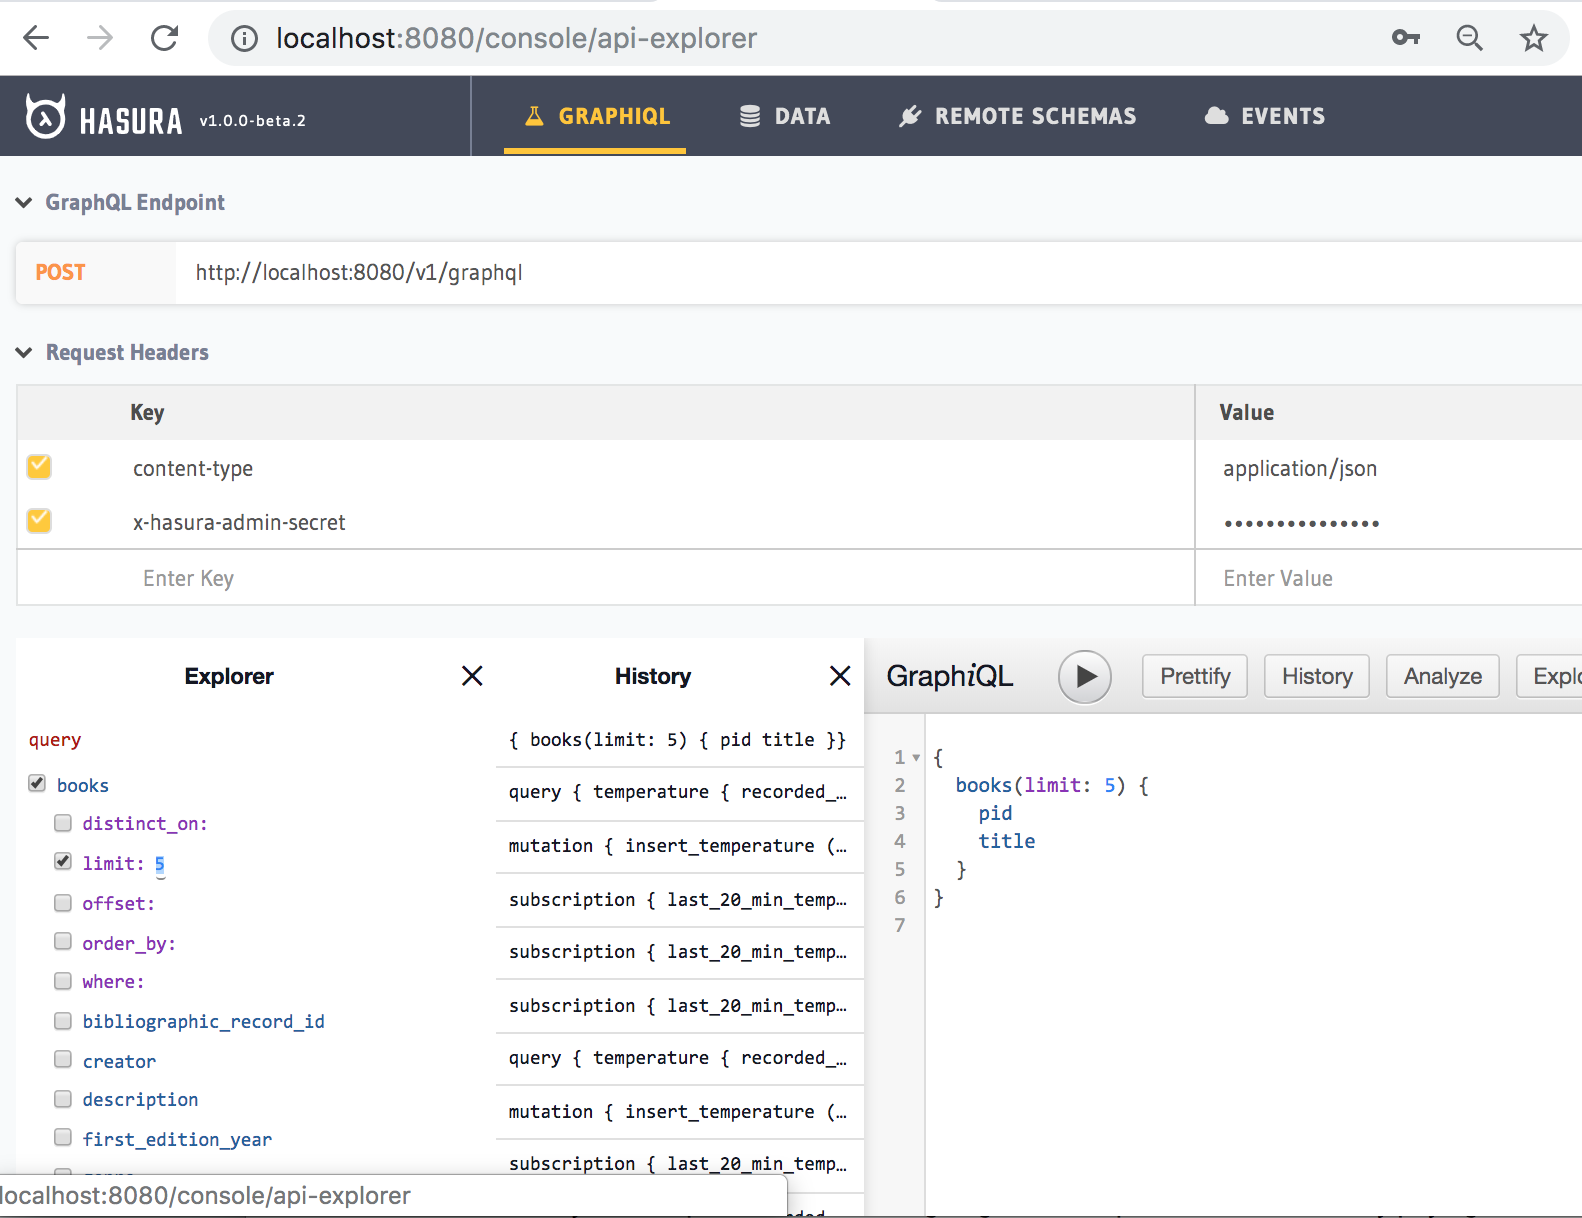 localhost:8080/console/api-explorer
HASURA v1.0.0-beta.2
GRAPHIQL
DATA
REMOTE SCHEMAS
EVENTS
GraphQL Endpoint
POST http://localhost:8080/v1/graphql
Request Headers
Key Value
content-type application/json
x-hasura-admin-secret •••••••••••••••
Enter Key Enter Value
Explorer
query
books
distinct_on:
limit: 5
offset:
order_by:
where:
bibliographic_record_id
creator
description
first_edition_year
History
{ books(limit: 5) { pid title }}
query { temperature { recorded_…
mutation { insert_temperature (…
subscription { last_20_min_temp…
subscription { last_20_min_temp…
subscription { last_20_min_temp…
query { temperature { recorded_…
mutation { insert_temperature (…
subscription { last_20_min_temp…
GraphiQL
Prettify
History
Analyze
Explo
1 {
2 books(limit: 5) {
3 pid
4 title
5 }
6 }
7
localhost:8080/console/api-explorer